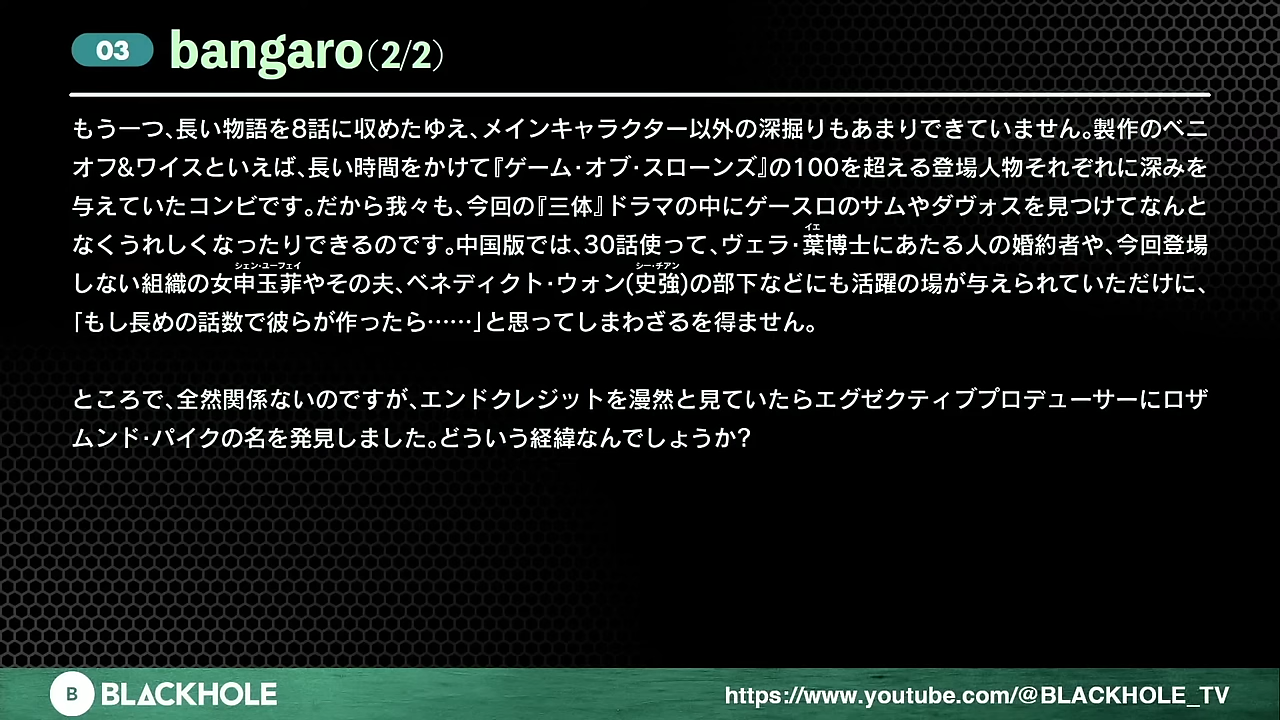 03 bangaro(2/2)
もう一つ、長い物語を8話に収めたゆえ、メインキャラクター以外の深掘りもあまりできていません。製作のベニ
オフ&ワイスといえば、長い時間をかけて『ゲーム・オブ・スローンズ』の100を超える登場人物それぞれに深みを
与えていたコンビです。だから我々も、今回の『三体』ドラマの中にゲースロのサムやダヴォスを見つけてなんと
イエ
なくうれしくなったりできるのです。中国版では、30話使って、ヴェラ・葉博士にあたる人の婚約者や、今回登場
シェン・ユーフェイ シー・チアン
しない組織の女申玉菲やその夫、ベネディクト・ウォン(史強)の部下などにも活躍の場が与えられていただけに、
「もし長めの話数で彼らが作ったら……」と思ってしまわざるを得ません。
ところで、全然関係ないのですが、エンドクレジットを漫然と見ていたらエグゼクティブプロデューサーにロザ
ムンド・パイクの名を発見しました。どういう経緯なんでしょうか?
B BLACKHOLE
https://www.youtube.com/@BLACKHOLE_TV